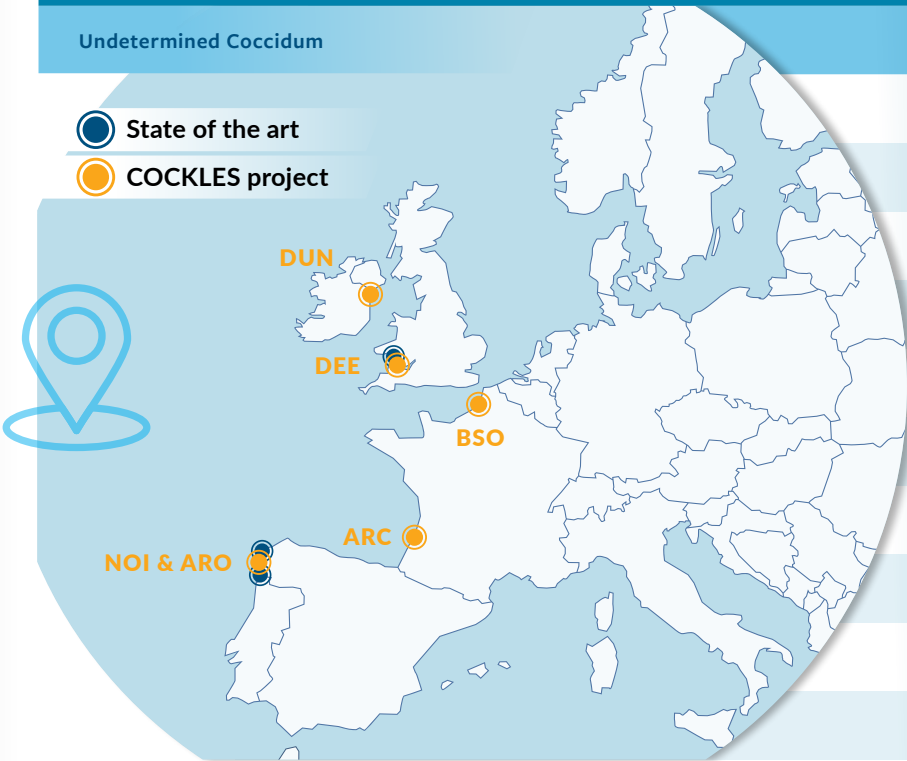 Undetermined Coccidum
State of the art
COCKLES project
DUN
DEE
BSO
ARC
NOI & ARO